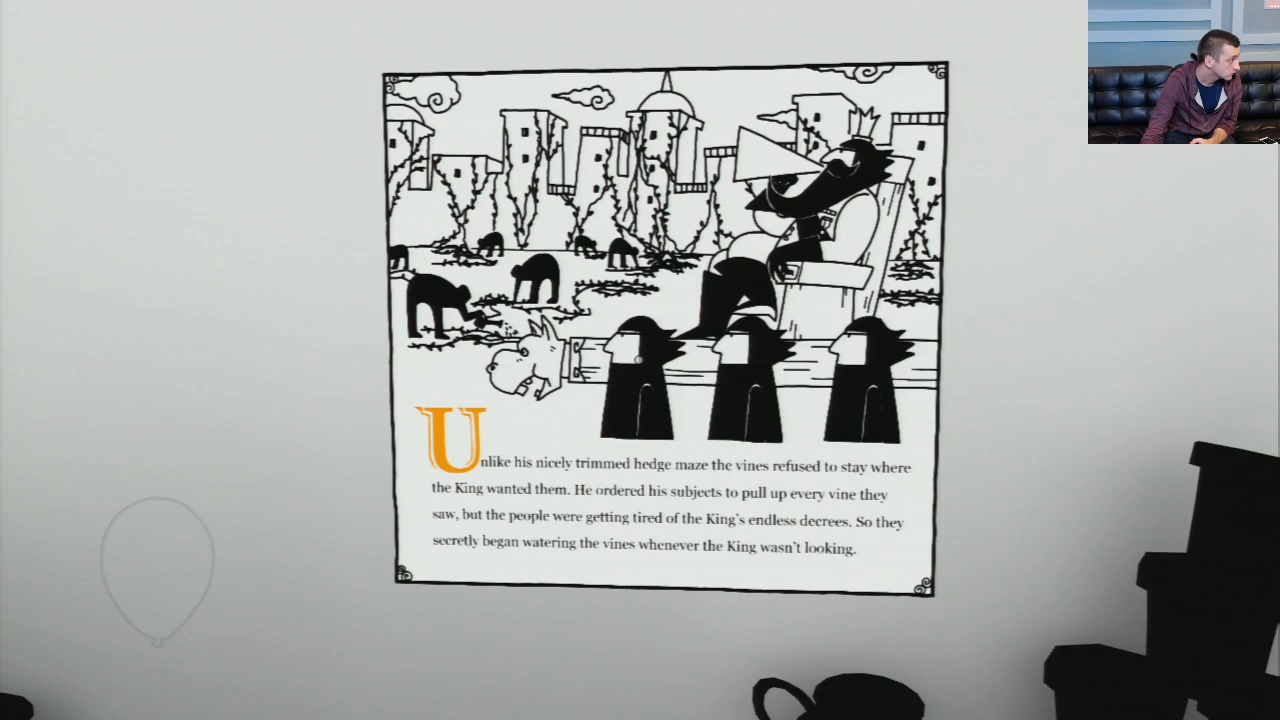 Unlike his nicely trimmed hedge maze the vines refused to stay where
the King wanted them. He ordered his subjects to pull up every vine they
saw, but the people were getting tired of the King's endless decrees. So they
secretly began watering the vines whenever the King wasn't looking.